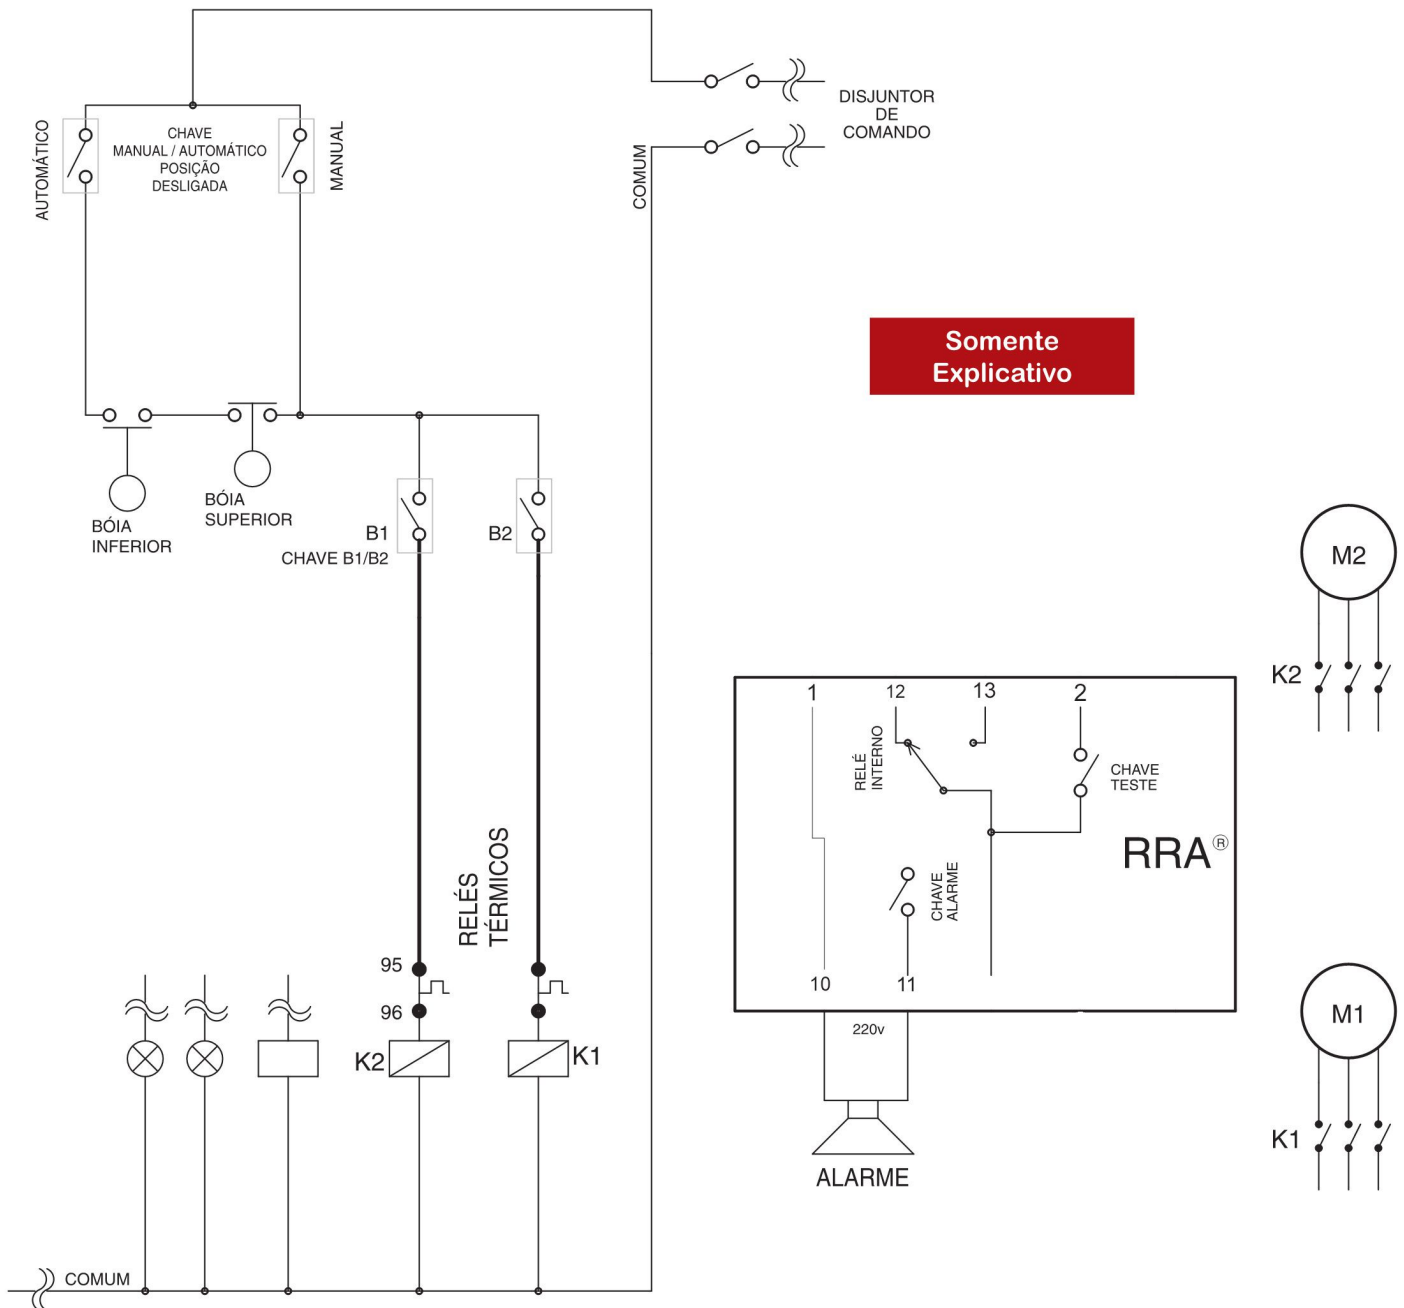 DISJUNTOR
DE
COMANDO
AUTOMÁTICO
CHAVE
MANUAL / AUTOMÁTICO
POSIÇÃO
DESLIGADA
MANUAL
COMUM
Somente
Explicativo
BÓIA
INFERIOR
BÓIA
SUPERIOR
B1
CHAVE B1/B2
B2
M2
K2
1
12
13
2
RELÉ
INTERNO
CHAVE
TESTE
RRA®
CHAVE
ALARME
10
11
220v
ALARME
RELÉS
TÉRMICOS
95
96
K2
K1
M1
K1
COMUM